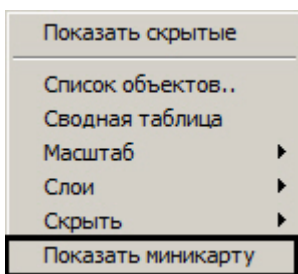 Показать скрытые
Список объектов..
Сводная таблица
Масштаб
Слои
Скрыть
Показать миникарту